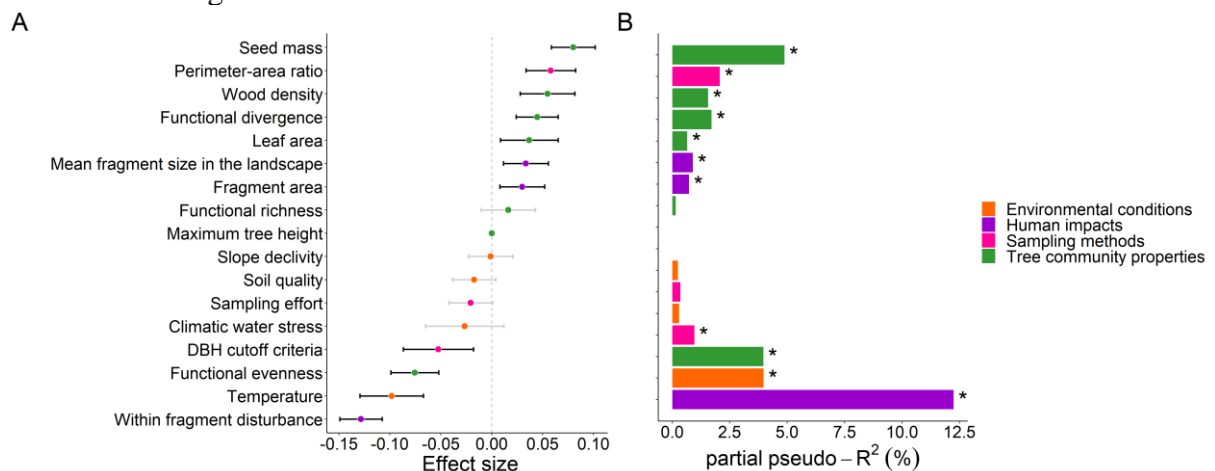 A
B
Seed mass
Perimeter-area ratio
Wood density
Functional divergence
Leaf area
Mean fragment size in the landscape
Fragment area
Functional richness
Maximum tree height
Slope declivity
Soil quality
Sampling effort
Climatic water stress
DBH cutoff criteria
Functional evenness
Temperature
Within fragment disturbance
-0.15 -0.10 -0.05 0.00 0.05 0.10
Effect size
*
*
*
*
*
*
*
*
*
*
*
0.0 2.5 5.0 7.5 10.0 12.5
partial pseudo − R² (%)
Environmental conditions
Human impacts
Sampling methods
Tree community properties